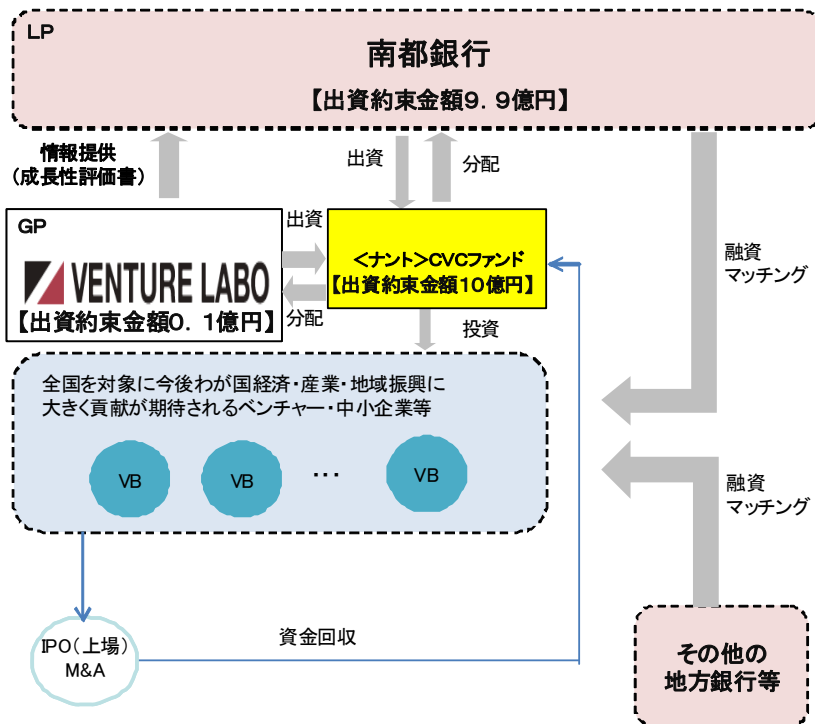 LP
南都銀行
【出資約束金額9．9億円】
情報提供
（成長性評価書）
出資
分配
GP
VENTURE LABO
【出資約束金額0．1億円】
出資
分配
＜ナント＞CVCファンド
【出資約束金額10億円】
投資
融資
マッチング
全国を対象に今後わが国経済・産業・地域振興に
大きく貢献が期待されるベンチャー・中小企業等
VB
VB
…
VB
融資
マッチング
IPO（上場）
M&A
資金回収
その他の
地方銀行等